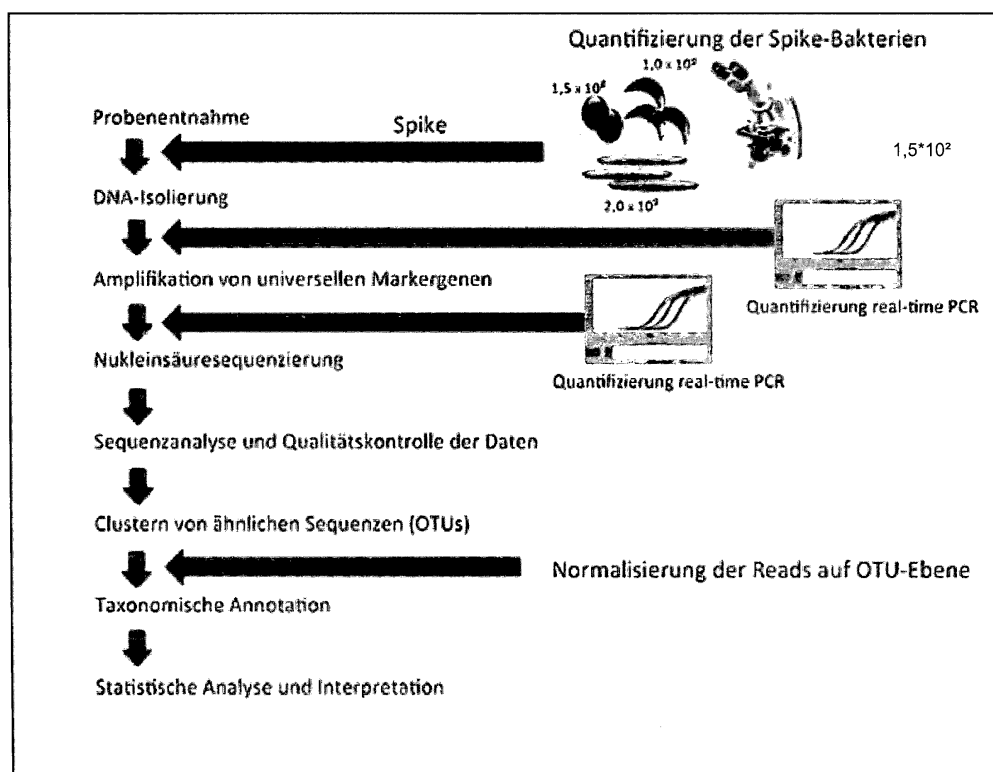 Quantifizierung der Spike-Bakterien
1,0 x 10²
1,5 x 10²
Probenentnahme
Spike
1,5*10²
2,0 x 10²
DNA-Isolierung
Amplifikation von universellen Markergenen
Quantifizierung real-time PCR
Nukleinsäuresequenzierung
Quantifizierung real-time PCR
Sequenzanalyse und Qualitätskontrolle der Daten
Clustern von ähnlichen Sequenzen (OTUs)
Normalisierung der Reads auf OTU-Ebene
Taxonomische Annotation
Statistische Analyse und Interpretation